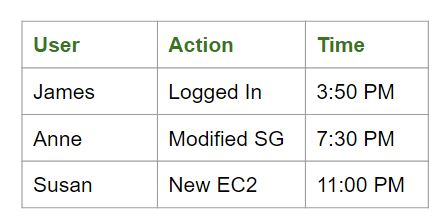 User Action Time
James Logged In 3:50 PM
Anne Modified SG 7:30 PM
Susan New EC2 11:00 PM